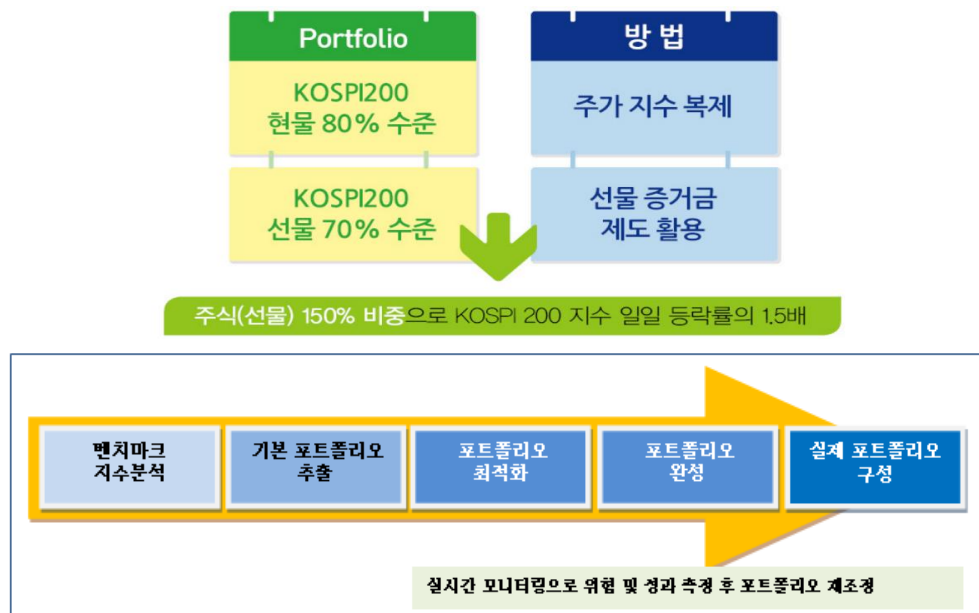 Portfolio
방 법
KOSPI200
현물 80% 수준
주가 지수 복제
KOSPI200
선물 70% 수준
선물 증거금
제도 활용
주식(선물) 150% 비중으로 KOSPI 200 지수 일일 등락률의 1.5배
벤치마크
지수분석
기본 포트폴리오
추출
포트폴리오
최적화
포트폴리오
완성
실제 포트폴리오
구성
실시간 모니터링으로 위험 및 성과 측정 후 포트폴리오 재조정